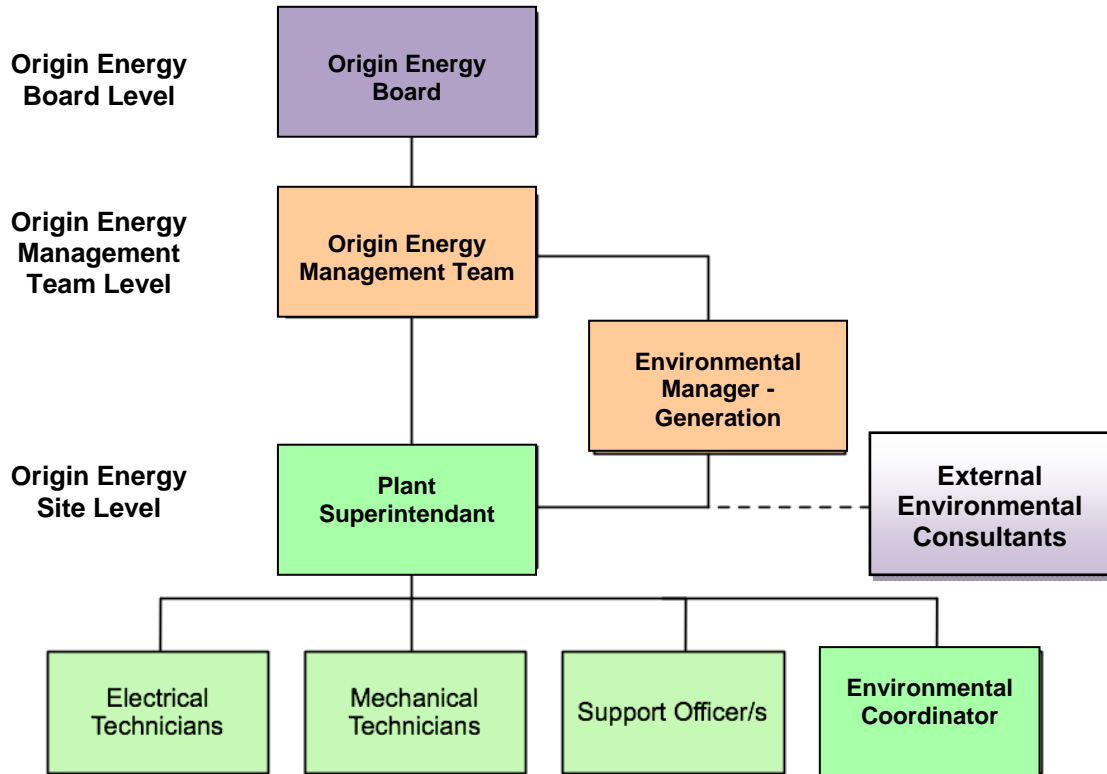 Origin Energy
Board Level
Origin Energy
Board
Origin Energy
Management
Team Level
Origin Energy
Management Team
Environmental
Manager -
Generation
Origin Energy
Site Level
Plant
Superintendant
External
Environmental
Consultants
Electrical
Technicians
Mechanical
Technicians
Support Officer/s
Environmental
Coordinator